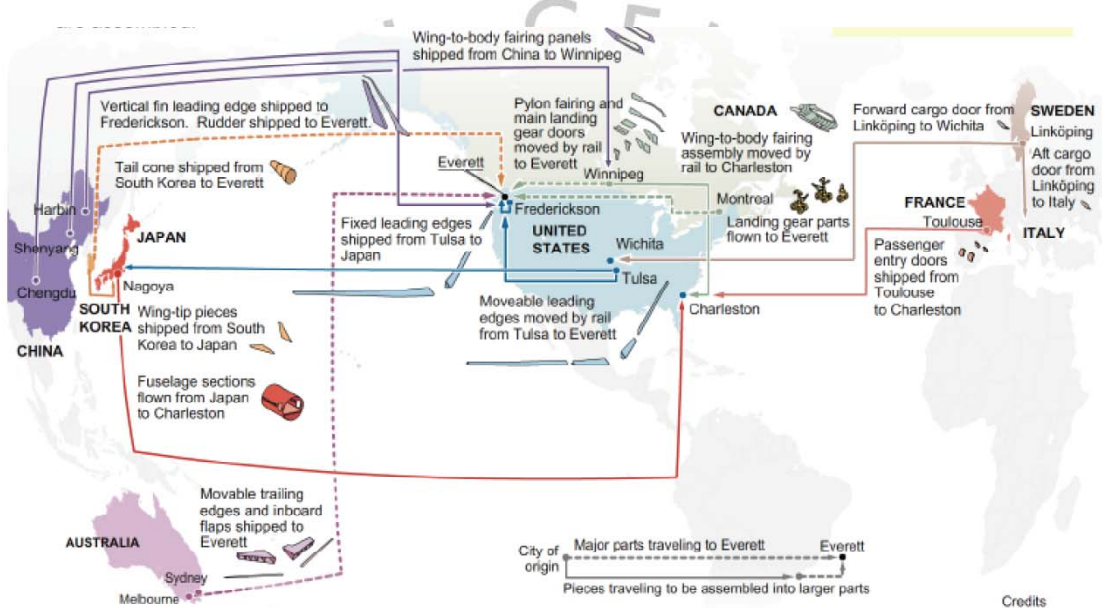 Wing-to-body fairing panels
shipped from China to Winnipeg
Vertical fin leading edge shipped to
Frederickson. Rudder shipped to Everett.
Pylon fairing and
main landing
gear doors
moved by rail
to Everett
CANADA
Wing-to-body fairing
assembly moved by
rail to Charleston
Forward cargo door from
Linköping to Wichita
SWEDEN
Linköping
Aft cargo
door from
Linköping
to Italy
Tail cone shipped from
South Korea to Everett
Everett
Winnipeg
Montreal
Landing gear parts
flown to Everett
FRANCE
Toulouse
ITALY
Harbin
Shenyang
Chengdu
CHINA
JAPAN
Nagoya
SOUTH
KOREA
Fixed leading edges
shipped from Tulsa to
Japan
Frederickson
UNITED
STATES
Wichita
Tulsa
Charleston
Passenger
entry doors
shipped from
Toulouse
to Charleston
Wing-tip pieces
shipped from South
Korea to Japan
Moveable leading
edges moved by rail
from Tulsa to Everett
Fuselage sections
flown from Japan
to Charleston
Movable trailing
edges and inboard
flaps shipped to
Everett
AUSTRALIA
Sydney
Melbourne
City of
origin
Major parts traveling to Everett
Everett
Pieces traveling to be assembled into larger parts
Credits